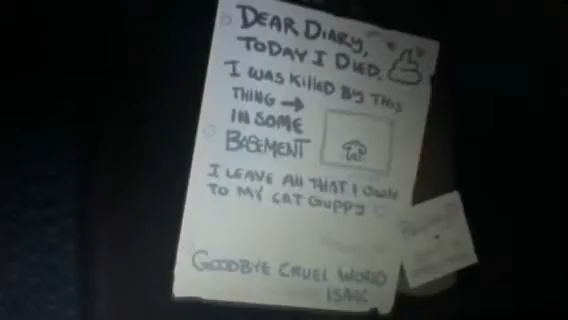 DEAR DIARY,
TODAY I DIED.
I WAS KILLED BY THIS
THING →
IN SOME
BASEMENT
I LEAVE ALL THAT I OWN
TO MY CAT GUPPY
GOODBYE CRUEL WORLD
ISAAC